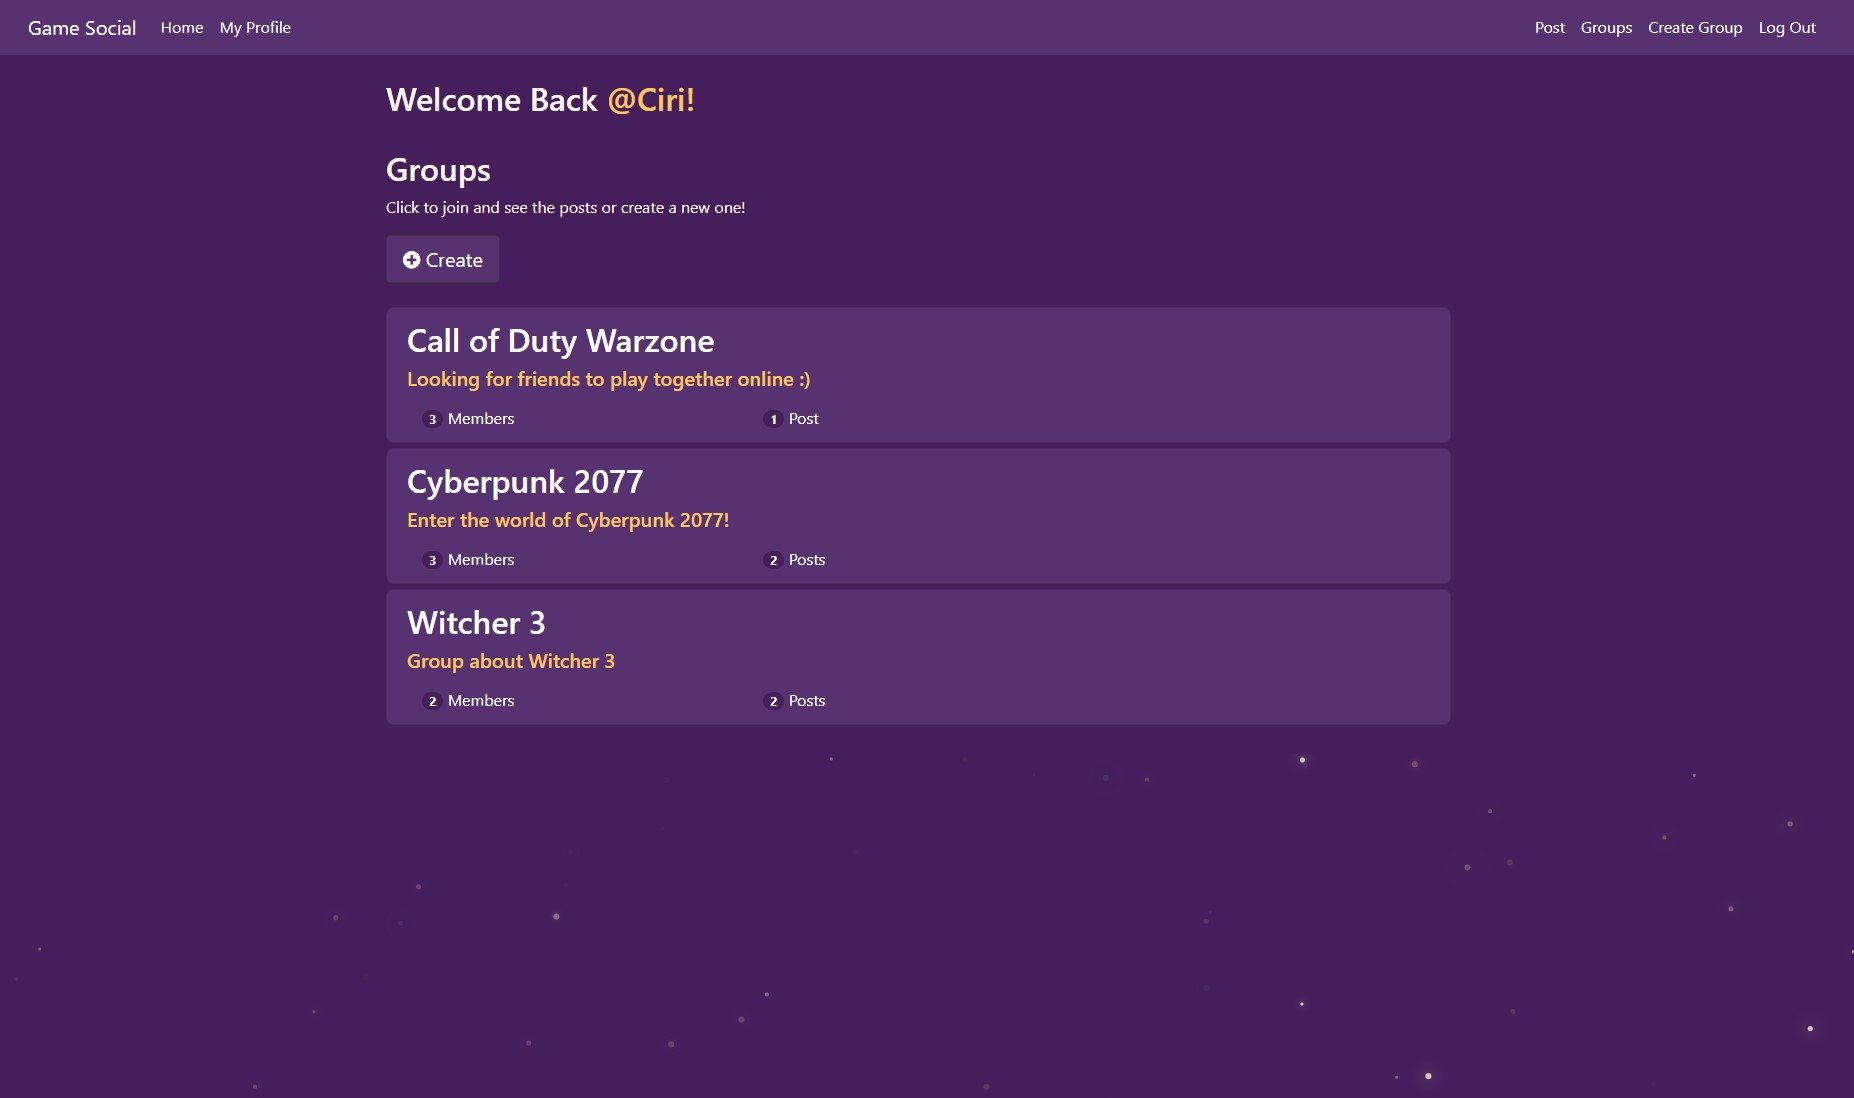 Game Social Home My Profile Post Groups Create Group Log Out
Welcome Back @Ciri!
Groups
Click to join and see the posts or create a new one!
Create
Call of Duty Warzone
Looking for friends to play together online :)
3 Members 1 Post
Cyberpunk 2077
Enter the world of Cyberpunk 2077!
3 Members 2 Posts
Witcher 3
Group about Witcher 3
2 Members 2 Posts